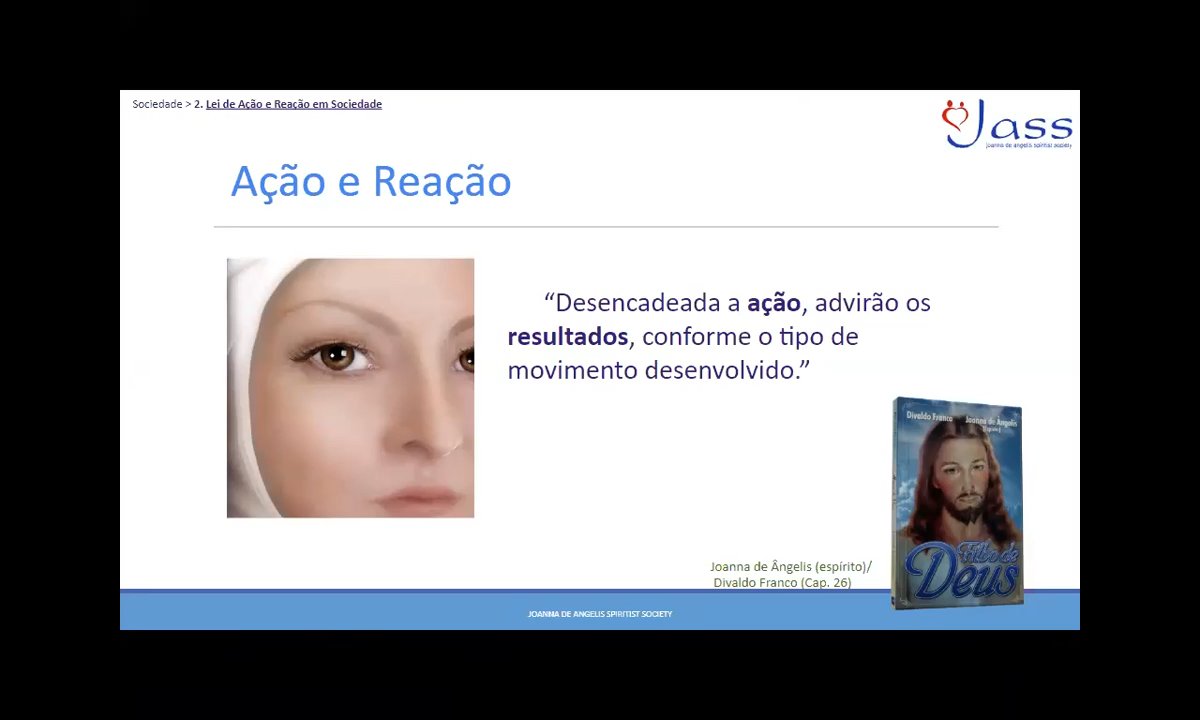 Sociedade > 2. Lei de Ação e Reação em Sociedade
Jass
joanna de angelis spiritist society
Ação e Reação
“Desencadeada a ação, advirão os
resultados, conforme o tipo de
movimento desenvolvido.”
Divaldo Franco Joanna de Ângelis
(Espírito)
Filho de
Deus
Joanna de Ângelis (espírito)/
Divaldo Franco (Cap. 26)
JOANNA DE ANGELIS SPIRITIST SOCIETY